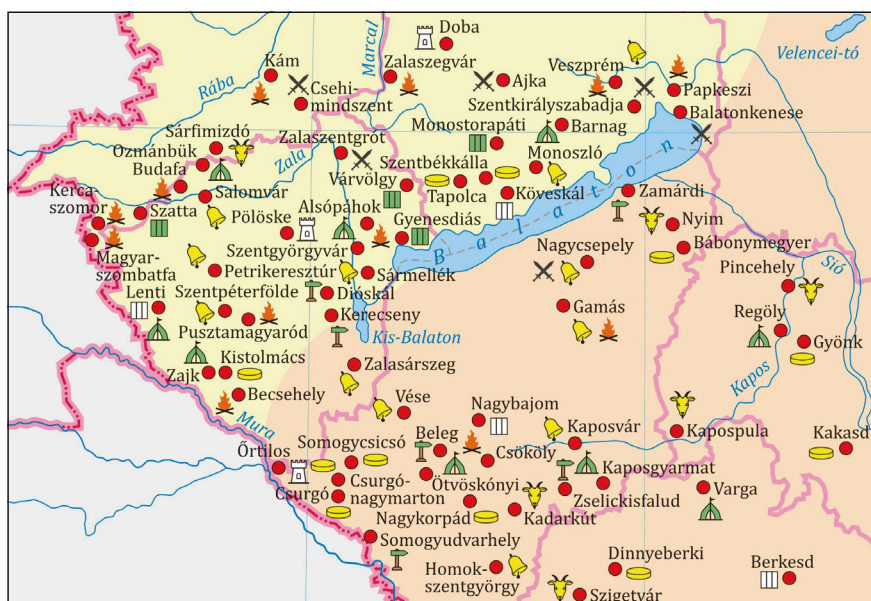 Doba
Velencei-tó
Marcal
Kám
Zalaszegvár
Veszprém
Rába
Ajka
Csehi-
mindszent
Papkeszi
Szentkirályszabadja
Balatonkenese
Monostorapáti
Barnag
Sárfimizdó
Zalaszentgrót
Ozmánbük
Zala
Szentbékkálla
Monoszló
Budafa
Várvölgy
Tapolca
Köveskál
Zamárdi
Kerca-
szomor
Salomvár
Szatta
Pölöske
Alsópáhok
Gyenesdiás
Nyim
Balaton
Magyar-
szombatfa
Szentgyörgyvár
Nagycsepely
Bábonymegyer
Petrikeresztúr
Sármellék
Sió
Pincehely
Lenti
Szentpéterfölde
Dióskál
Gamás
Kerecseny
Regöly
Pusztamagyaród
Kis-Balaton
Gyönk
Kistolmács
Zalasárszeg
Kapos
Zajk
Becsehely
Vése
Mura
Nagybajom
Kaposvár
Kapospula
Kakasd
Somogycsicsó
Beleg
Csököly
Őrtilos
Kaposgyarmat
Csurgó-
nagymarton
Ötvöskónyi
Csurgó
Zselickisfalud
Varga
Nagykorpád
Kadarkút
Somogyudvarhely
Dinnyeberki
Berkesd
Homok-
szentgyörgy
Szigetvár